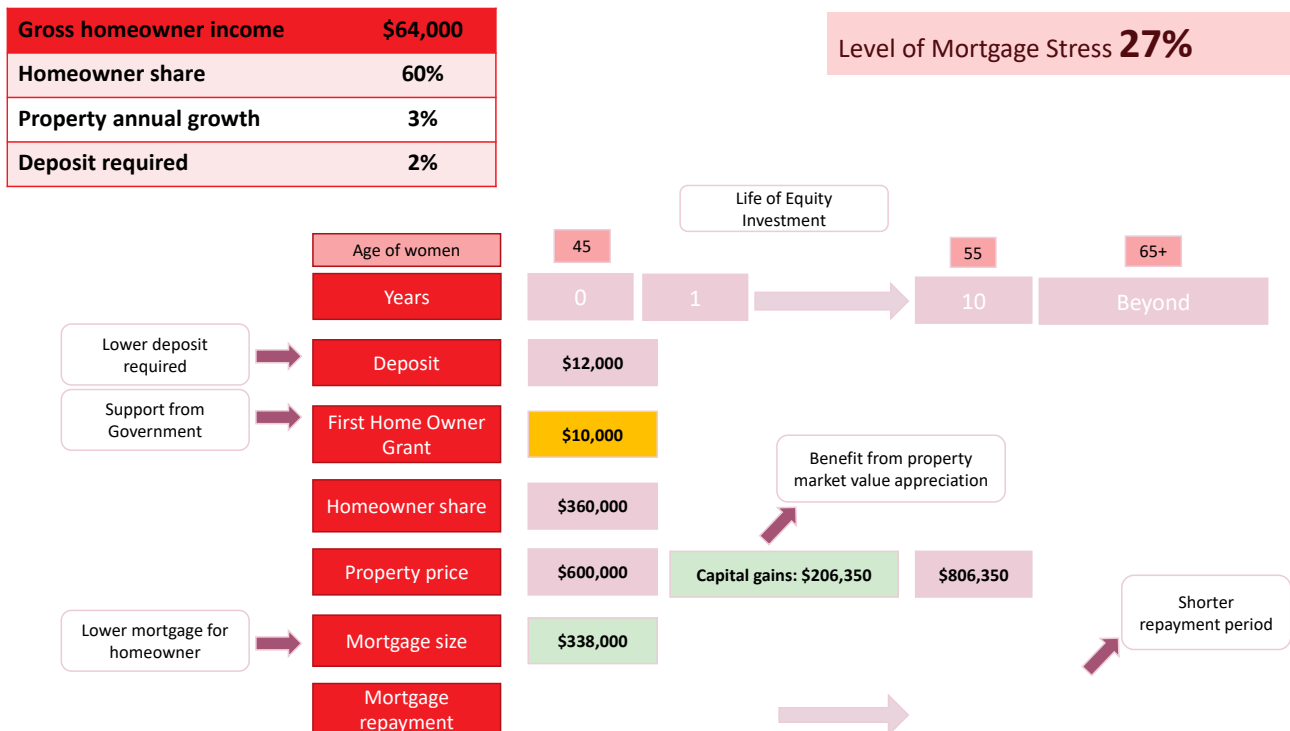 Gross homeowner income $64,000
Homeowner share 60%
Property annual growth 3%
Deposit required 2%
Level of Mortgage Stress 27%
Life of Equity
Investment
Age of women 45 55 65+
Years 0 1 10 Beyond
Lower deposit
required
Deposit $12,000
Support from
Government
First Home Owner
Grant
$10,000
Benefit from property
market value appreciation
Homeowner share $360,000
Property price $600,000 Capital gains: $206,350 $806,350
Shorter
repayment period
Lower mortgage for
homeowner
Mortgage size $338,000
Mortgage
repayment